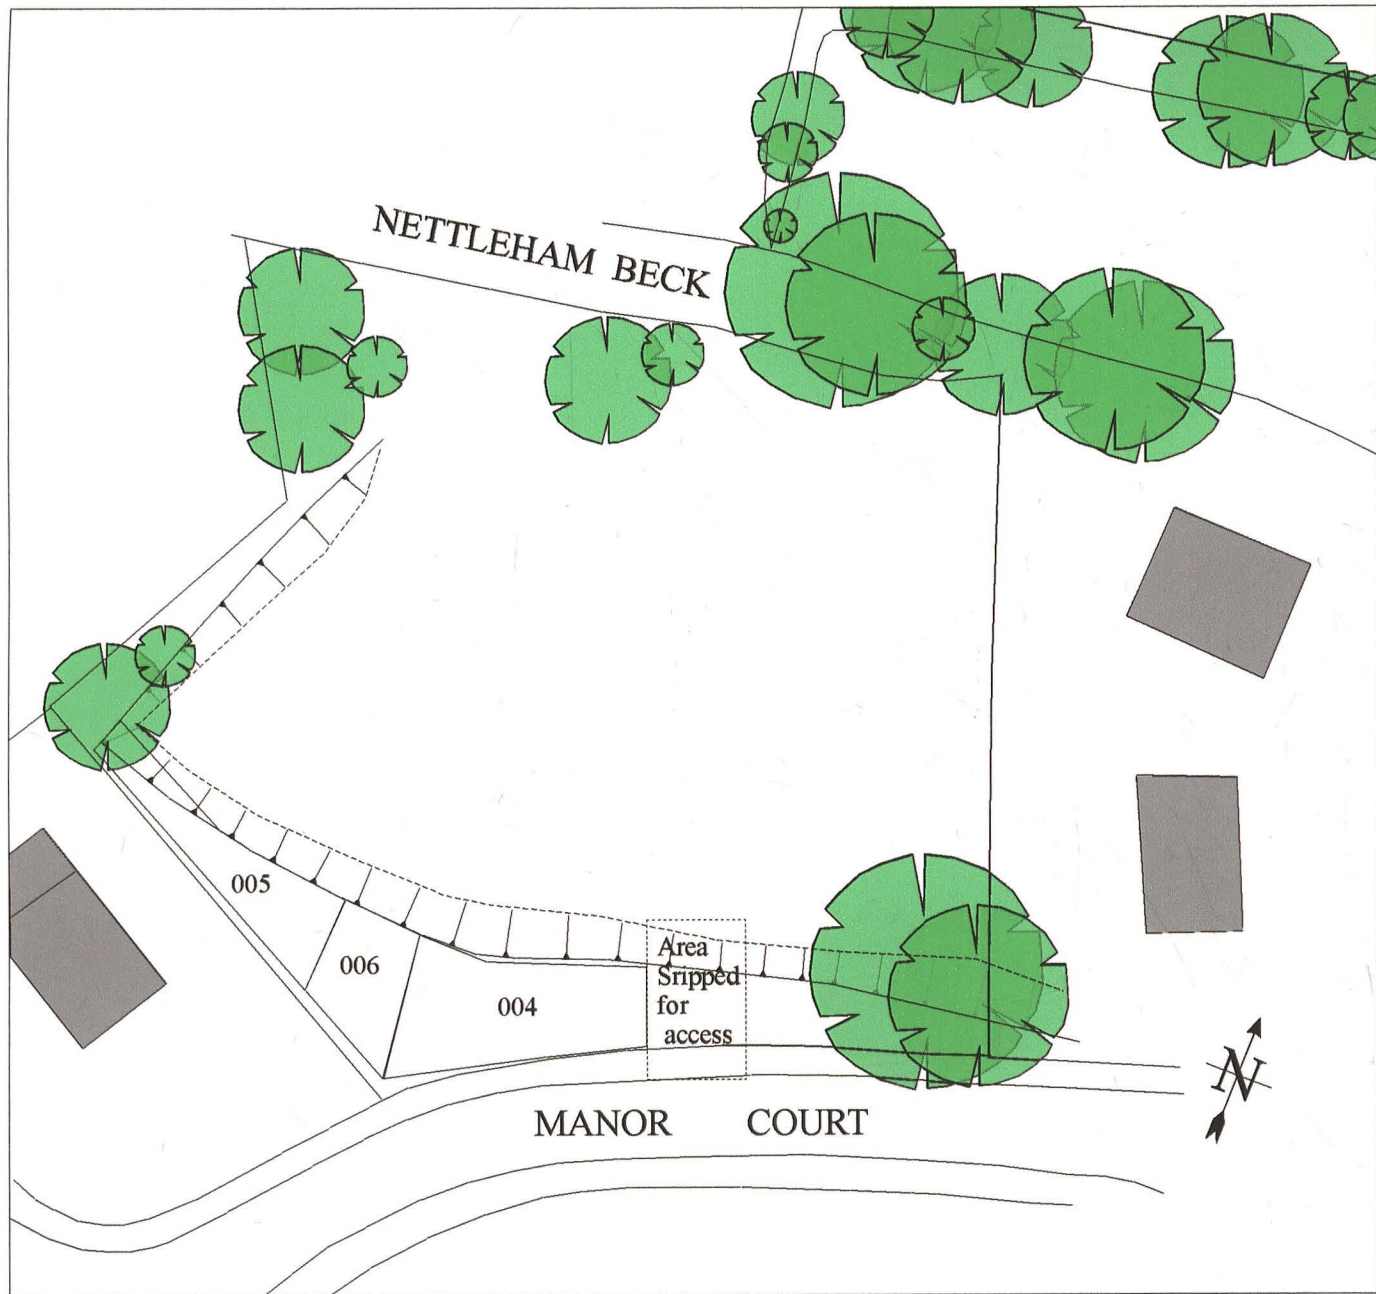 NETTLEHAM BECK
005
006
004
Area
Sripped
for
access
N
MANOR COURT